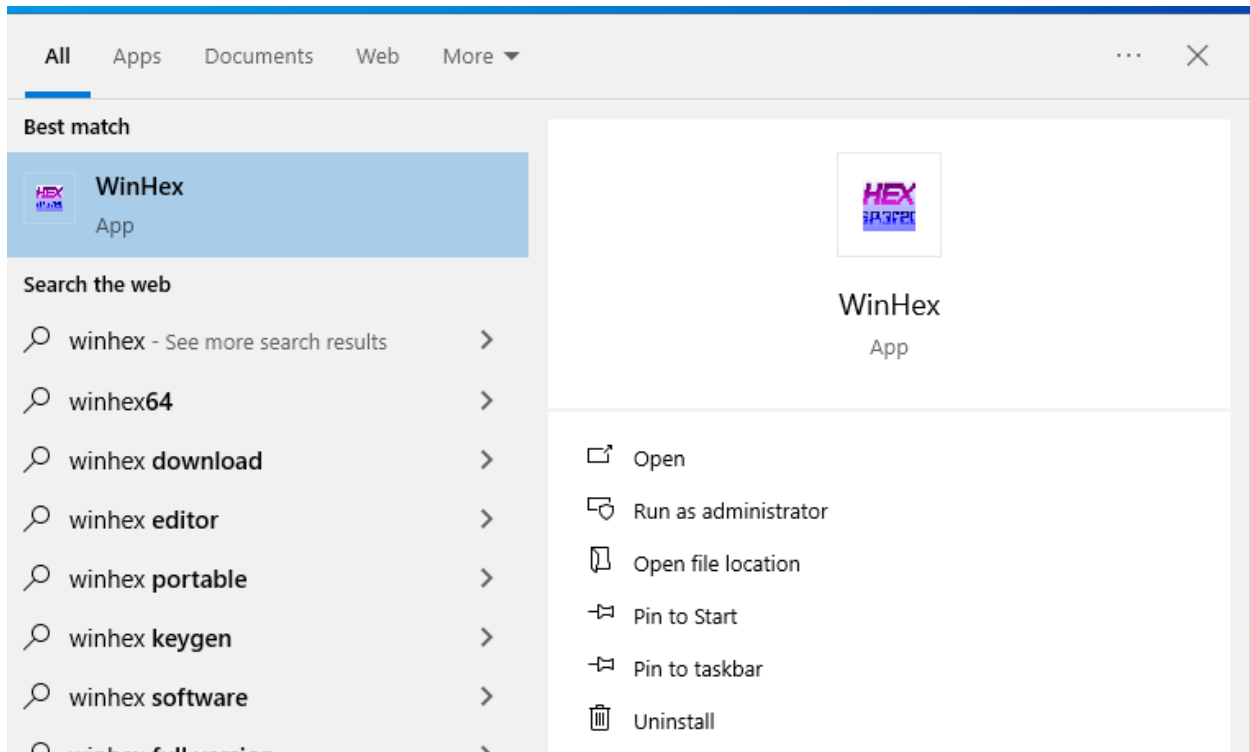 All Apps Documents Web More
Best match
WinHex
App
Search the web
winhex - See more search results
winhex64
winhex download
winhex editor
winhex portable
winhex keygen
winhex software
HEX
WinHex
App
Open
Run as administrator
Open file location
Pin to Start
Pin to taskbar
Uninstall